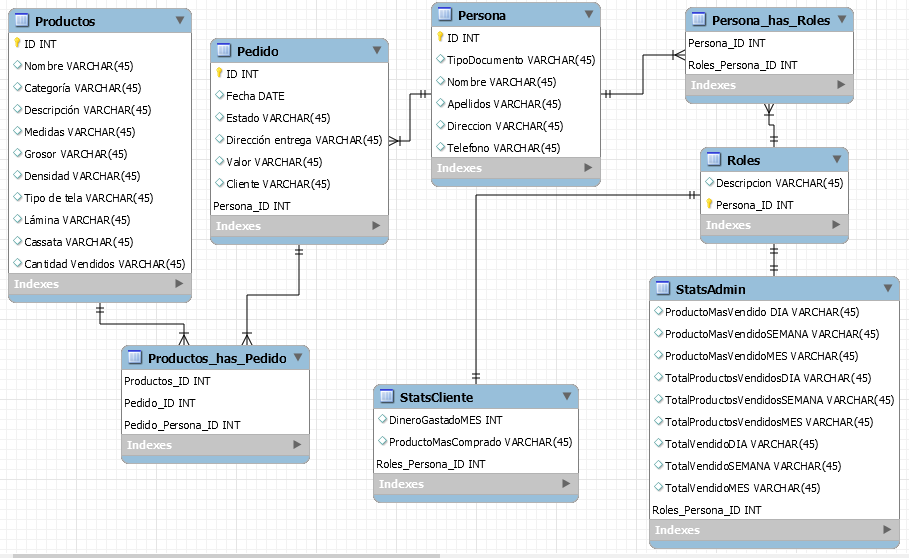 Productos
ID INT
Nombre VARCHAR(45)
Categoría VARCHAR(45)
Descripción VARCHAR(45)
Medidas VARCHAR(45)
Grosor VARCHAR(45)
Densidad VARCHAR(45)
Tipo de tela VARCHAR(45)
Lámina VARCHAR(45)
Cassata VARCHAR(45)
Cantidad Vendidos VARCHAR(45)
Indexes
Pedido
ID INT
Fecha DATE
Estado VARCHAR(45)
Dirección entrega VARCHAR(45)
Valor VARCHAR(45)
Cliente VARCHAR(45)
Persona_ID INT
Indexes
Persona
ID INT
TipoDocumento VARCHAR(45)
Nombre VARCHAR(45)
Apellidos VARCHAR(45)
Direccion VARCHAR(45)
Telefono VARCHAR(45)
Indexes
Persona_has_Roles
Persona_ID INT
Roles_Persona_ID INT
Indexes
Roles
Descripcion VARCHAR(45)
Persona_ID INT
Indexes
Productos_has_Pedido
Productos_ID INT
Pedido_ID INT
Pedido_Persona_ID INT
Indexes
StatsCliente
DineroGastadoMES INT
ProductoMasComprado VARCHAR(45)
Roles_Persona_ID INT
Indexes
StatsAdmin
ProductoMasVendido DIA VARCHAR(45)
ProductoMasVendidoSEMANA VARCHAR(45)
ProductoMasVendidoMES VARCHAR(45)
TotalProductosVendidosDIA VARCHAR(45)
TotalProductosVendidosSEMANA VARCHAR(45)
TotalProductosVendidosMES VARCHAR(45)
TotalVendidoDIA VARCHAR(45)
TotalVendidoSEMANA VARCHAR(45)
TotalVendidoMES VARCHAR(45)
Roles_Persona_ID INT
Indexes